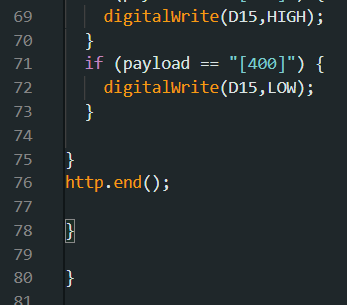 69 digitalWrite(D15,HIGH);
70 }
71 if (payload == "[400]") {
72 digitalWrite(D15,LOW);
73 }
74
75 }
76 http.end();
77
78 }
79
80 }
81